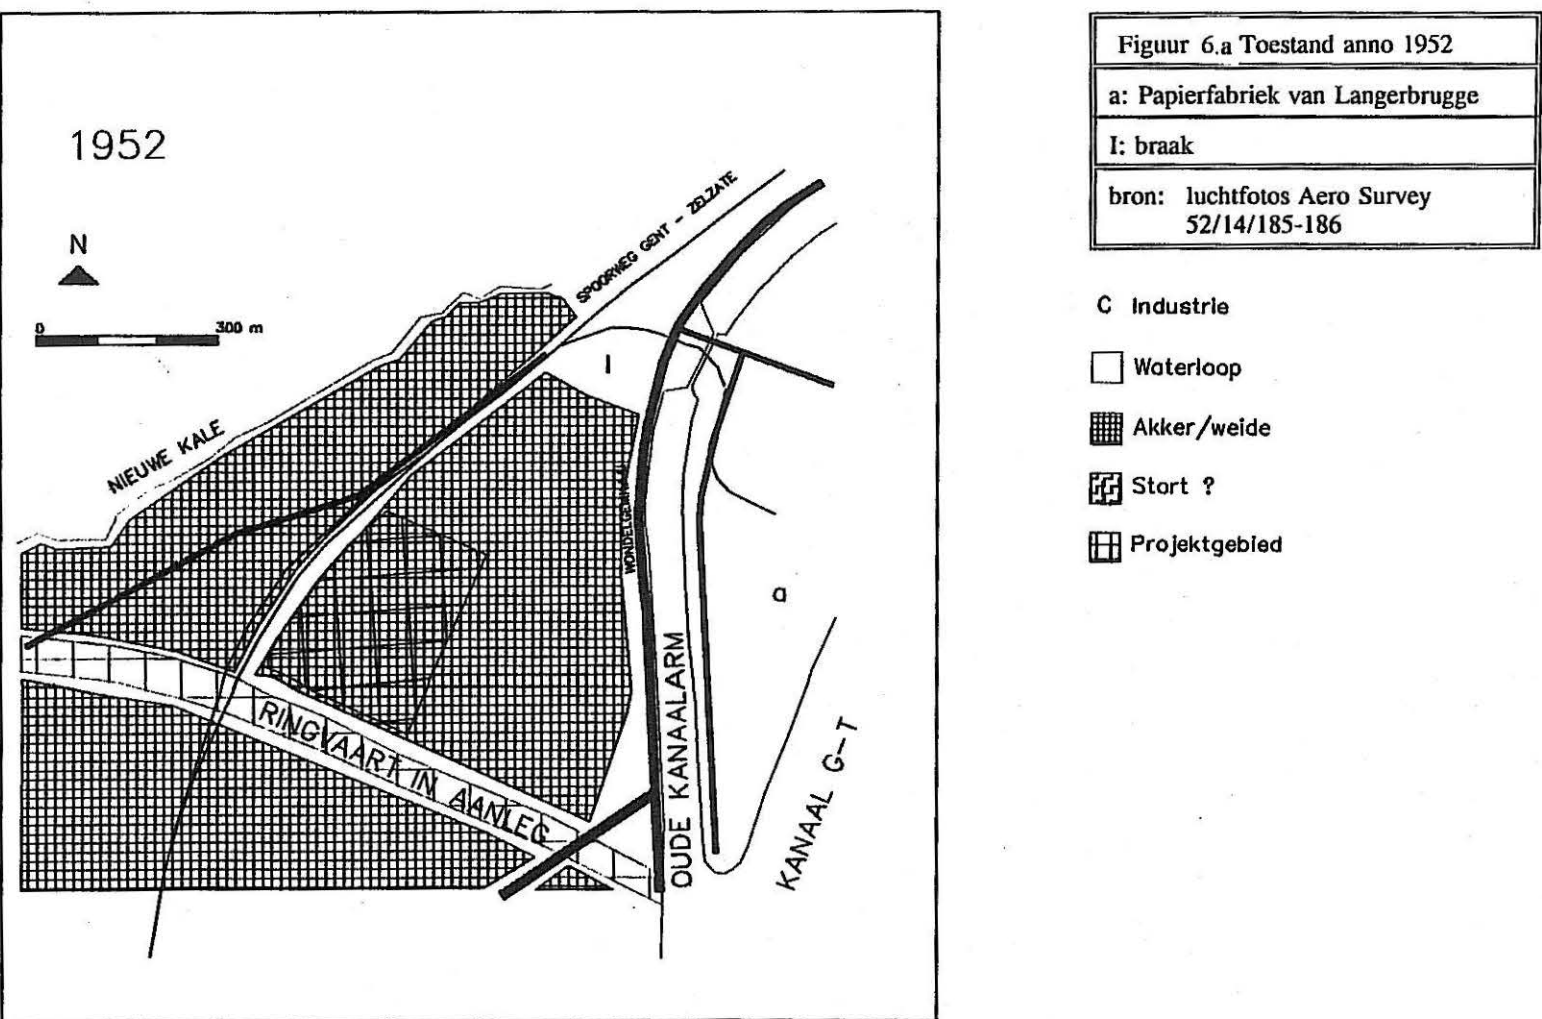 1952
N
0 300 m
SPOORWEG GENT - ZELZATE
NIEUWE KALE
I
a
RINGVAART IN AANLEG
OUDE KANAALARM
KANAAL G-T
Figuur 6.a Toestand anno 1952
a: Papierfabriek van Langerbrugge
I: braak
bron: luchtfotos Aero Survey
52/14/185-186
C Industrie
Waterloop
Akker/weide
Stort ?
Projektgebied